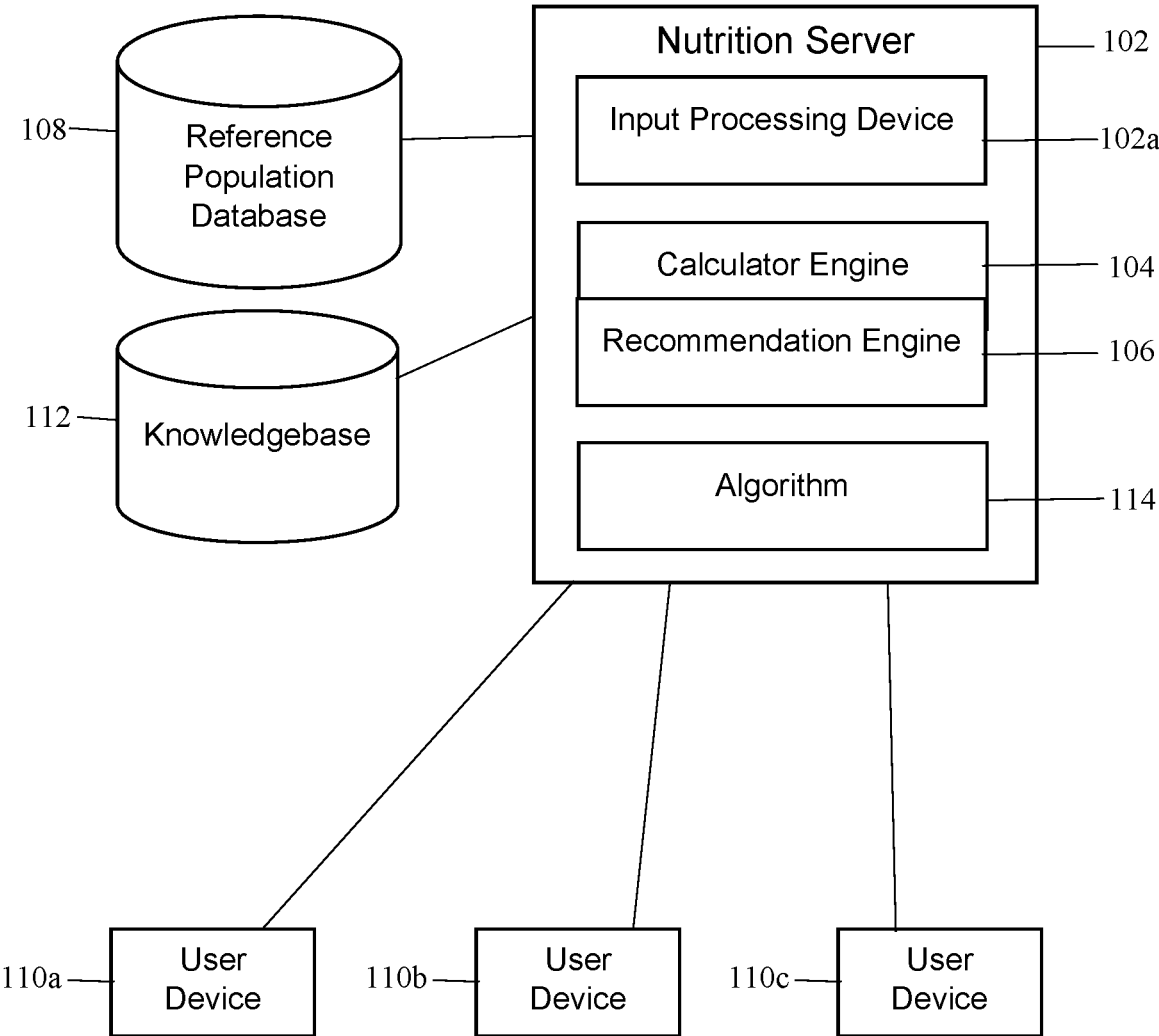 Nutrition Server
102
Input Processing Device
102a
108
Reference
Population
Database
Calculator Engine
104
Recommendation Engine
106
112
Knowledgebase
Algorithm
114
110a
User
Device
110b
User
Device
110c
User
Device